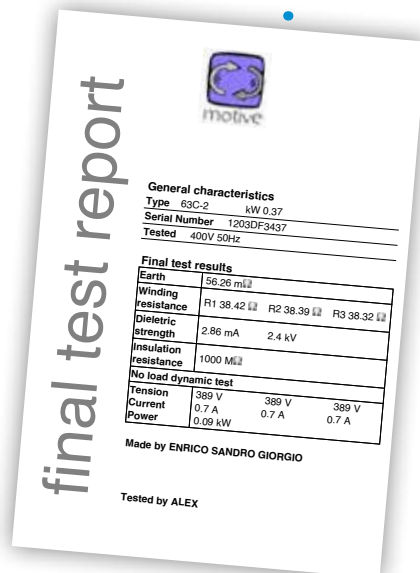 final test report
motive
General characteristics
Type 63C-2 kW 0.37
Serial Number 1203DF3437
Tested 400V 50Hz
Final test results
Earth 56.26 mΩ
Winding resistance R1 38.42 Ω R2 38.39 Ω R3 38.32 Ω
Dieletric strength 2.86 mA 2.4 kV
Insulation resistance 1000 MΩ
No load dynamic test
Tension 389 V 389 V 389 V
Current 0.7 A 0.7 A 0.7 A
Power 0.09 kW
Made by ENRICO SANDRO GIORGIO
Tested by ALEX